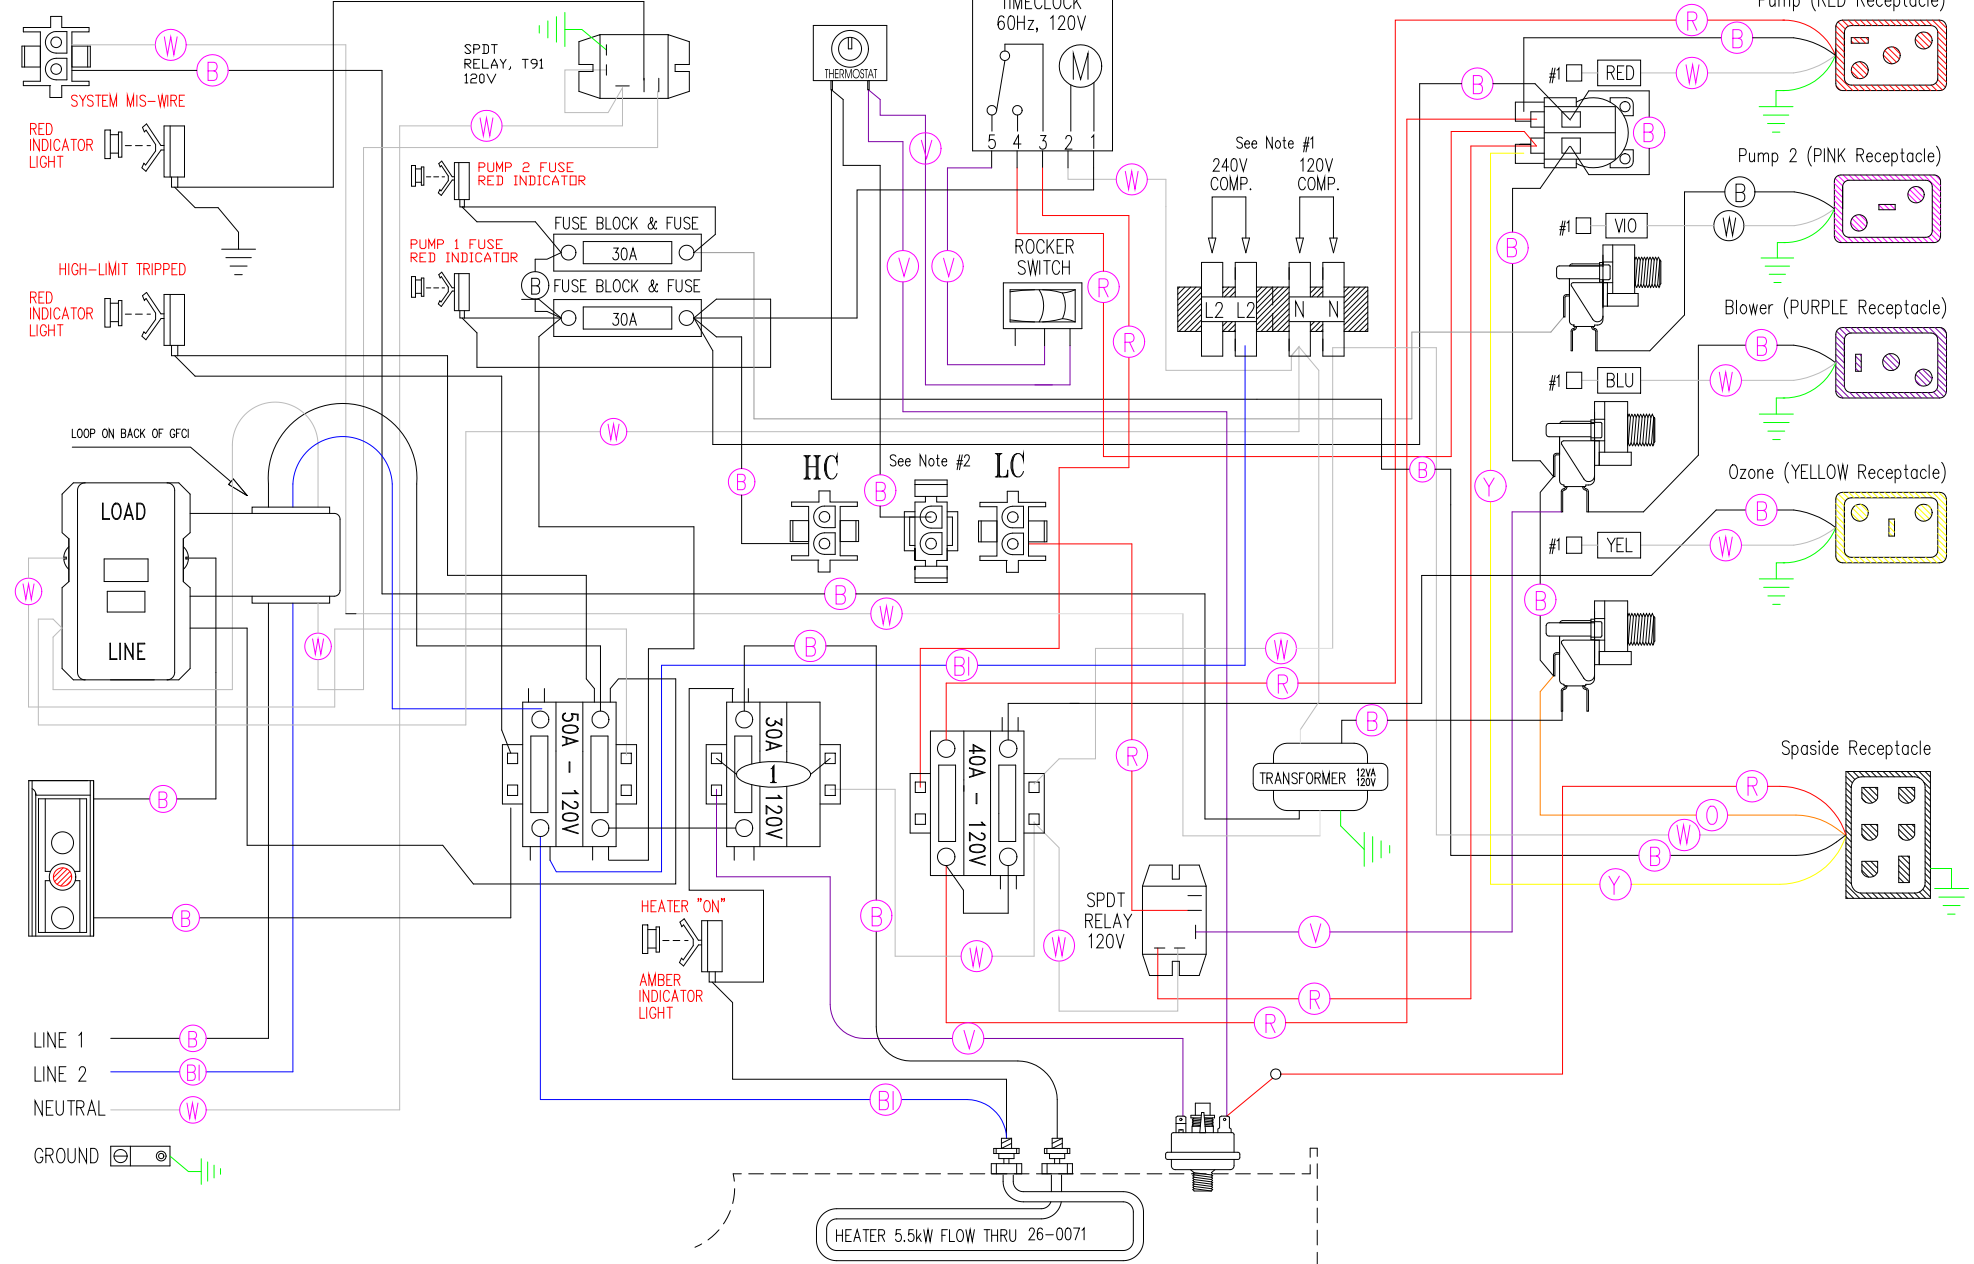 TIMECLOCK
60Hz, 120V
Pump (RED Receptacle)
W
B
SPDT
RELAY, T91
120V
THERMOSTAT
M
5 4 3 2 1
R
B
#1 RED W
B
SYSTEM MIS-WIRE
RED
INDICATOR
LIGHT
W
V
B
See Note #1
240V
COMP.
120V
COMP.
Pump 2 (PINK Receptacle)
PUMP 2 FUSE
RED INDICATOR
W
B
#1 VIO W
FUSE BLOCK & FUSE
30A
PUMP 1 FUSE
RED INDICATOR
ROCKER
SWITCH
B
HIGH-LIMIT TRIPPED
RED
INDICATOR
LIGHT
B
FUSE BLOCK & FUSE
30A
V
V
R
R
L2 L2 N N
Blower (PURPLE Receptacle)
B
#1 BLU W
LOOP ON BACK OF GFCI
W
HC
See Note #2
LC
B
B
B
Y
Ozone (YELLOW Receptacle)
B
#1 YEL W
LOAD
LINE
W
W
B
W
B
B
BI
W
R
B
50A - 120V
30A 120V
1
40A - 120V
R
B
TRANSFORMER 12VA
120V
Spaside Receptacle
R
O
W
B
Y
B
B
HEATER "ON"
AMBER
INDICATOR
LIGHT
B
W
W
SPDT
RELAY
120V
V
R
R
V
LINE 1 B
LINE 2 BI
NEUTRAL W
GROUND
BI
HEATER 5.5kW FLOW THRU 26-0071